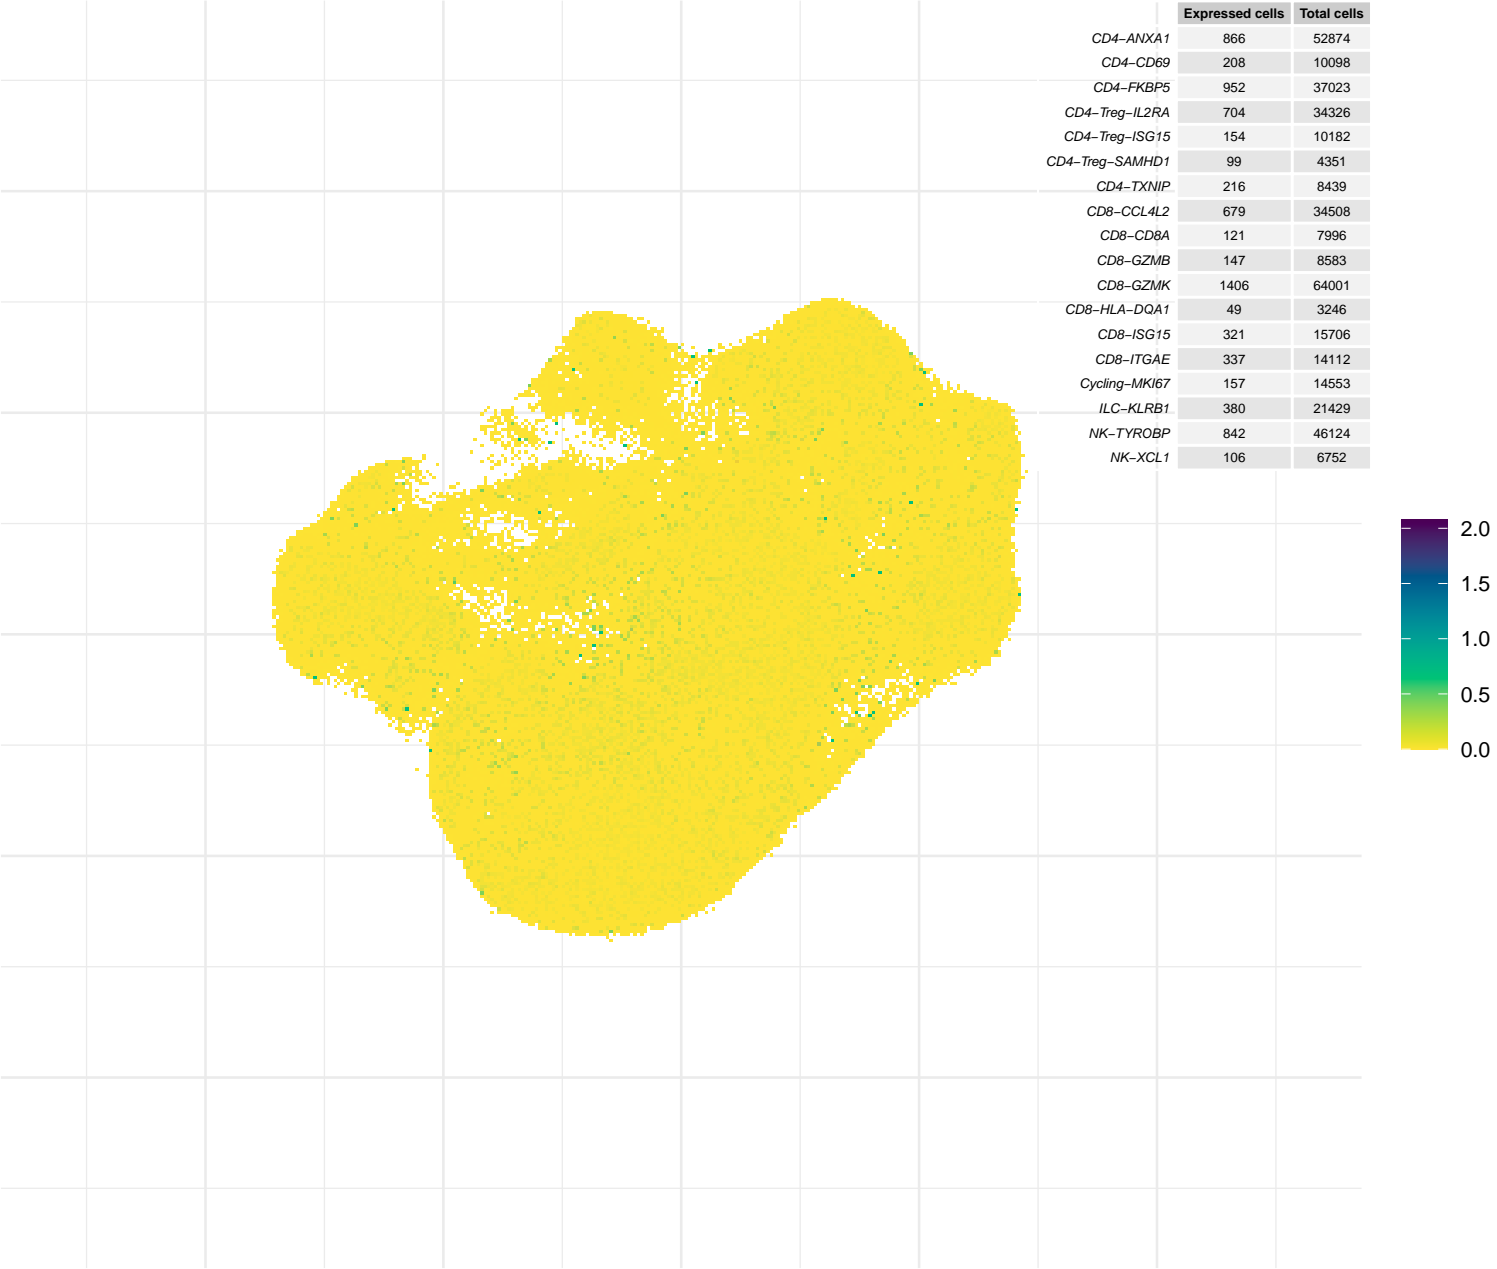 Expressed cells Total cells
CD4−ANXA1 866 52874
CD4−CD69 208 10098
CD4−FKBP5 952 37023
CD4−Treg−IL2RA 704 34326
CD4−Treg−ISG15 154 10182
CD4−Treg−SAMHD1 99 4351
CD4−TXNIP 216 8439
CD8−CCL4L2 679 34508
CD8−CD8A 121 7996
CD8−GZMB 147 8583
CD8−GZMK 1406 64001
CD8−HLA−DQA1 49 3246
CD8−ISG15 321 15706
CD8−ITGAE 337 14112
Cycling−MKI67 157 14553
ILC−KLRB1 380 21429
NK−TYROBP 842 46124
NK−XCL1 106 6752
2.0
1.5
1.0
0.5
0.0